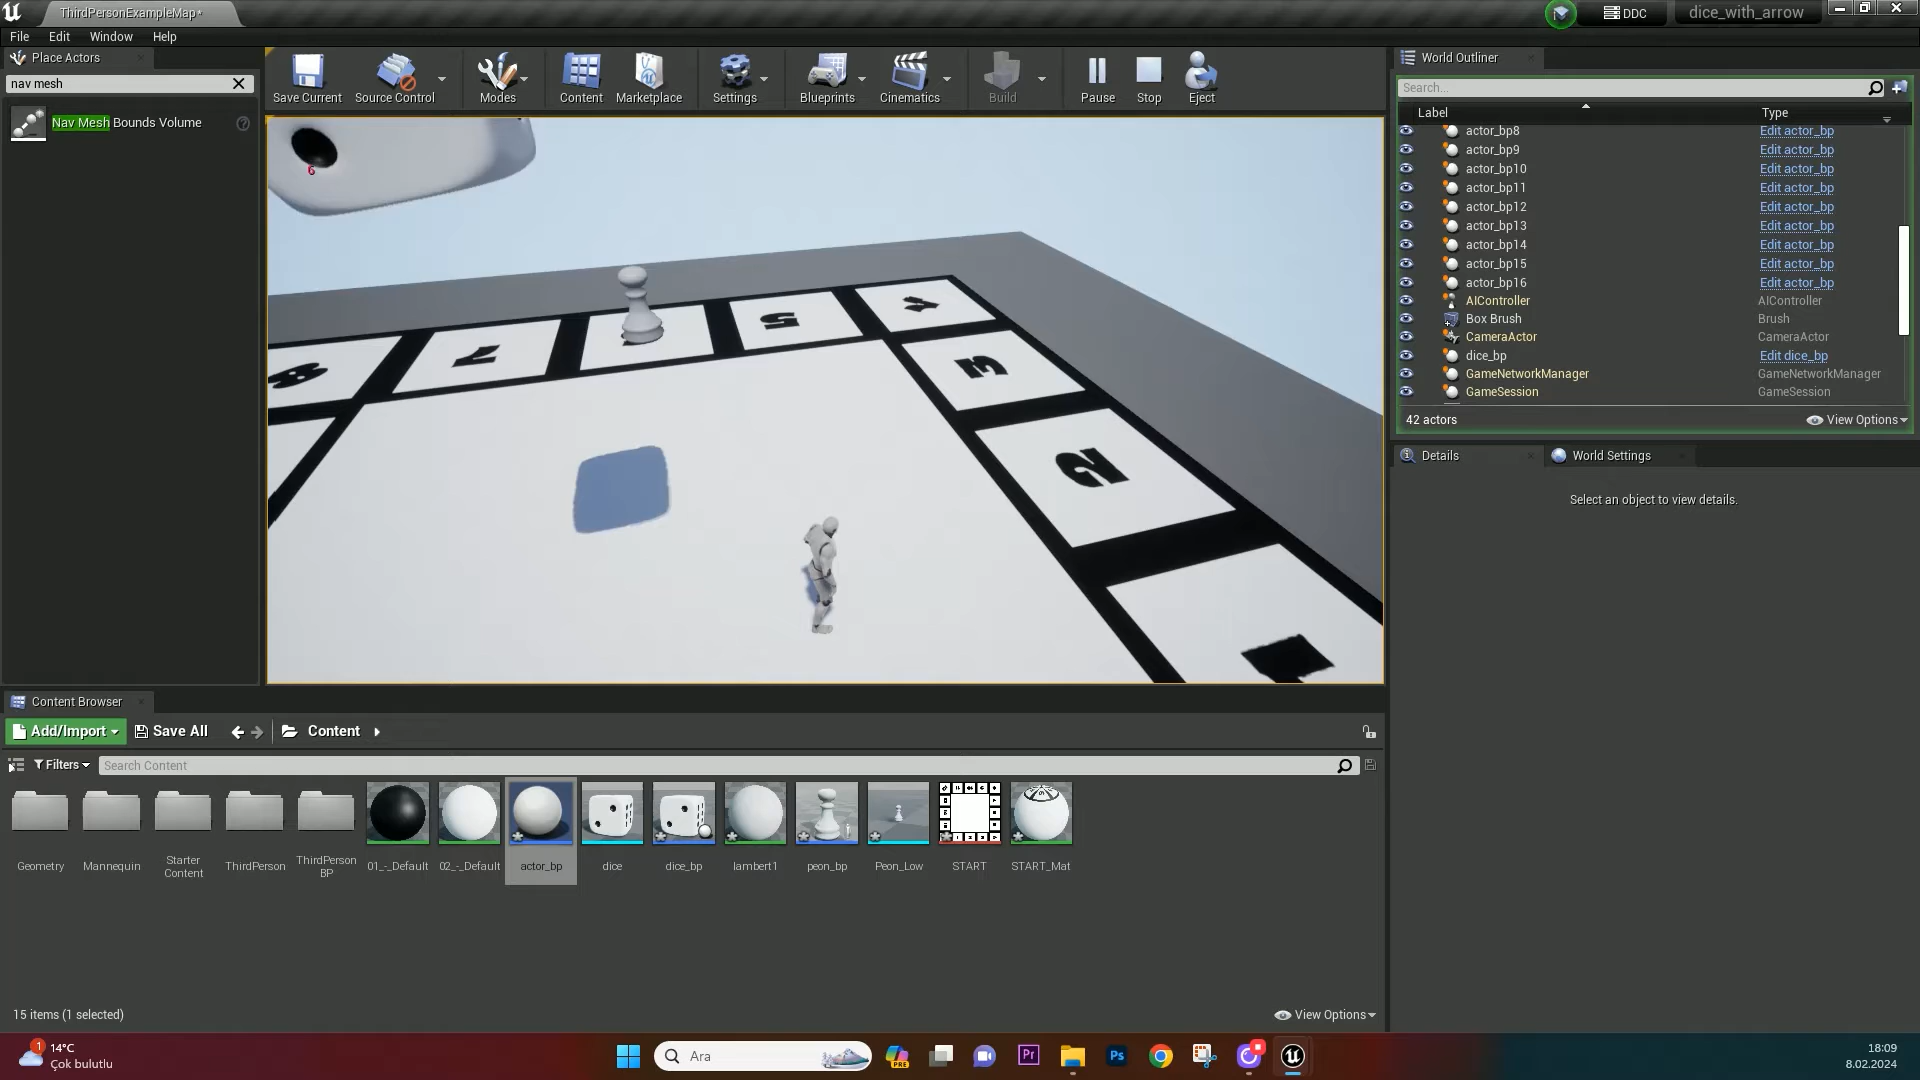 ThirdPersonExampleMap*
DDC
dice_with_arrow
File Edit Window Help
Place Actors
nav mesh
Nav Mesh Bounds Volume
Save Current
Source Control
Modes
Content
Marketplace
Settings
Blueprints
Cinematics
Build
Pause
Stop
Eject
6
8
7
5
4
3
2
World Outliner
Search...
Label Type
actor_bp8 Edit actor_bp
actor_bp9 Edit actor_bp
actor_bp10 Edit actor_bp
actor_bp11 Edit actor_bp
actor_bp12 Edit actor_bp
actor_bp13 Edit actor_bp
actor_bp14 Edit actor_bp
actor_bp15 Edit actor_bp
actor_bp16 Edit actor_bp
AIController AIController
Box Brush Brush
CameraActor CameraActor
dice_bp Edit dice_bp
GameNetworkManager GameNetworkManager
GameSession GameSession
42 actors
View Options
Details
World Settings
Select an object to view details.
Content Browser
Add/Import
Save All
Content
Filters
Search Content
Geometry
Mannequin
Starter
Content
ThirdPerson
ThirdPerson
BP
01_-_Default
02_-_Default
actor_bp
dice
dice_bp
lambert1
peon_bp
Peon_Low
START
START_Mat
15 items (1 selected)
View Options
1
14°C
Çok bulutlu
Ara
PRE
Pr
Ps
18:09
8.02.2024